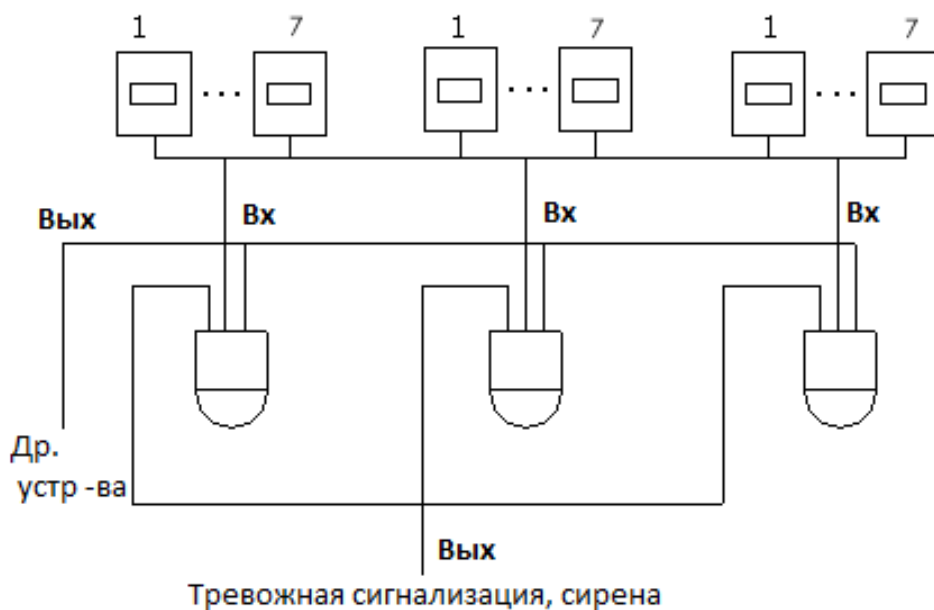 1 7 1 7 1 7
... ... ...
Вых Вх Вх Вх
Др.
устр -ва
Вых
Тревожная сигнализация, сирена